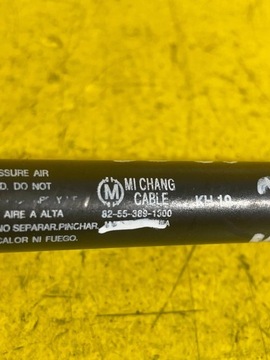 SSURE AIR
D. DO NOT
AIRE A ALTA
NO SEPARAR.PINCHAR.
CALOR NI FUEGO.
M
MI CHANG
CABLE
82-55-389-1300
KH 19